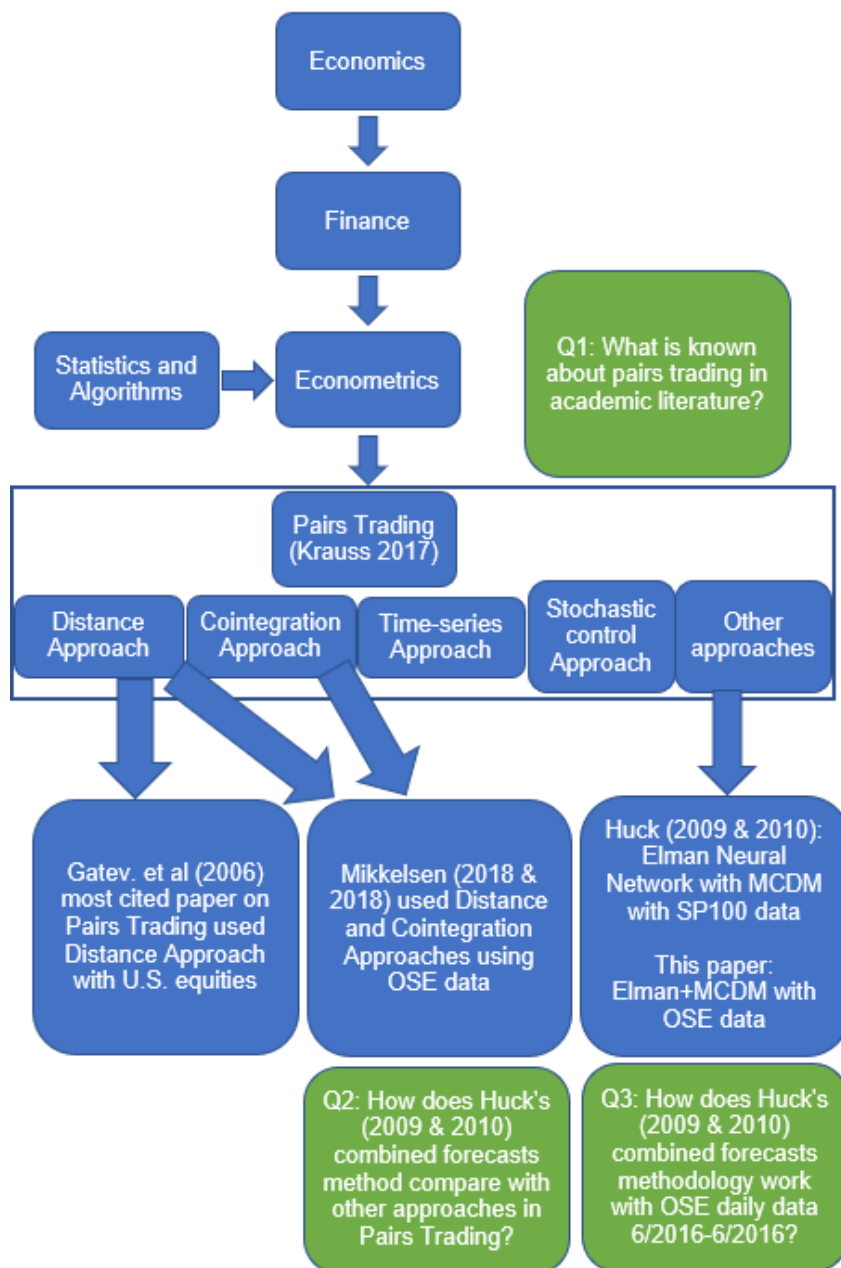 Economics
Finance
Statistics and
Algorithms
Econometrics
Q1: What is known
about pairs trading in
academic literature?
Pairs Trading
(Krauss 2017)
Distance
Approach
Cointegration
Approach
Time-series
Approach
Stochastic
control
Approach
Other
approaches
Gatev. et al (2006)
most cited paper on
Pairs Trading used
Distance Approach
with U.S. equities
Mikkelsen (2018 &
2018) used Distance
and Cointegration
Approaches using
OSE data
Huck (2009 & 2010):
Elman Neural
Network with MCDM
with SP100 data
This paper:
Elman+MCDM with
OSE data
Q2: How does Huck's
(2009 & 2010)
combined forecasts
method compare with
other approaches in
Pairs Trading?
Q3: How does Huck's
(2009 & 2010)
combined forecasts
methodology work
with OSE daily data
6/2016-6/2016?